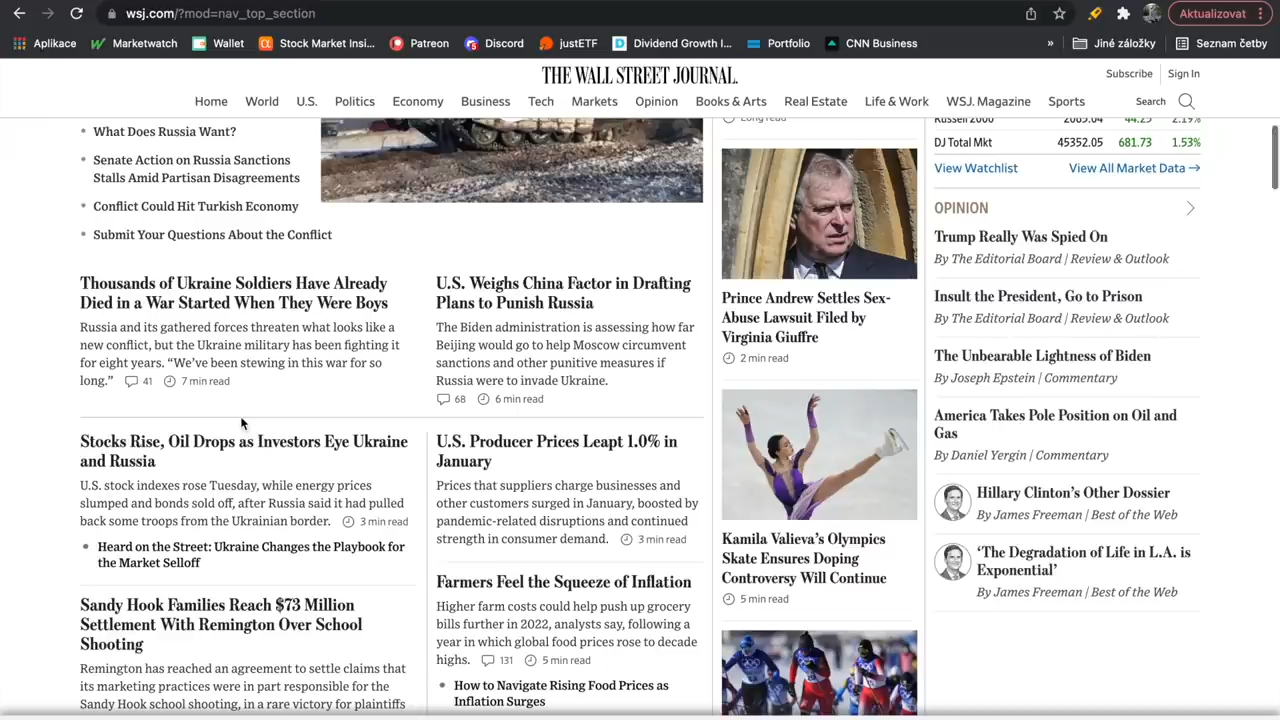 wsj.com/?mod=nav_top_section
Aktualizovat
Aplikace
Marketwatch
Wallet
Stock Market Insi...
Patreon
Discord
justETF
Dividend Growth I...
Portfolio
CNN Business
»
Jiné záložky
Seznam četby
THE WALL STREET JOURNAL.
Subscribe
Sign In
Home
World
U.S.
Politics
Economy
Business
Tech
Markets
Opinion
Books & Arts
Real Estate
Life & Work
WSJ. Magazine
Sports
Search
What Does Russia Want?
Senate Action on Russia Sanctions
Stalls Amid Partisan Disagreements
Conflict Could Hit Turkish Economy
Submit Your Questions About the Conflict
Thousands of Ukraine Soldiers Have Already
Died in a War Started When They Were Boys
Russia and its gathered forces threaten what looks like a
new conflict, but the Ukraine military has been fighting it
for eight years. “We’ve been stewing in this war for so
long.” 41 7 min read
U.S. Weighs China Factor in Drafting
Plans to Punish Russia
The Biden administration is assessing how far
Beijing would go to help Moscow circumvent
sanctions and other punitive measures if
Russia were to invade Ukraine.
68 6 min read
Stocks Rise, Oil Drops as Investors Eye Ukraine
and Russia
U.S. stock indexes rose Tuesday, while energy prices
slumped and bonds sold off, after Russia said it had pulled
back some troops from the Ukrainian border. 3 min read
Heard on the Street: Ukraine Changes the Playbook for
the Market Selloff
Sandy Hook Families Reach $73 Million
Settlement With Remington Over School
Shooting
Remington has reached an agreement to settle claims that
its marketing practices were in part responsible for the
Sandy Hook school shooting, in a rare victory for plaintiffs
U.S. Producer Prices Leapt 1.0% in
January
Prices that suppliers charge businesses and
other customers surged in January, boosted by
pandemic-related disruptions and continued
strength in consumer demand. 3 min read
Farmers Feel the Squeeze of Inflation
Higher farm costs could help push up grocery
bills further in 2022, analysts say, following a
year in which global food prices rose to decade
highs. 131 5 min read
How to Navigate Rising Food Prices as
Inflation Surges
Long read
Prince Andrew Settles Sex-
Abuse Lawsuit Filed by
Virginia Giuffre
2 min read
Kamila Valieva’s Olympics
Skate Ensures Doping
Controversy Will Continue
5 min read
Russell 2000 44.25 2.19%
DJ Total Mkt 45352.05 681.73 1.53%
View Watchlist
View All Market Data →
OPINION
Trump Really Was Spied On
By The Editorial Board | Review & Outlook
Insult the President, Go to Prison
By The Editorial Board | Review & Outlook
The Unbearable Lightness of Biden
By Joseph Epstein | Commentary
America Takes Pole Position on Oil and
Gas
By Daniel Yergin | Commentary
Hillary Clinton’s Other Dossier
By James Freeman | Best of the Web
‘The Degradation of Life in L.A. is
Exponential’
By James Freeman | Best of the Web